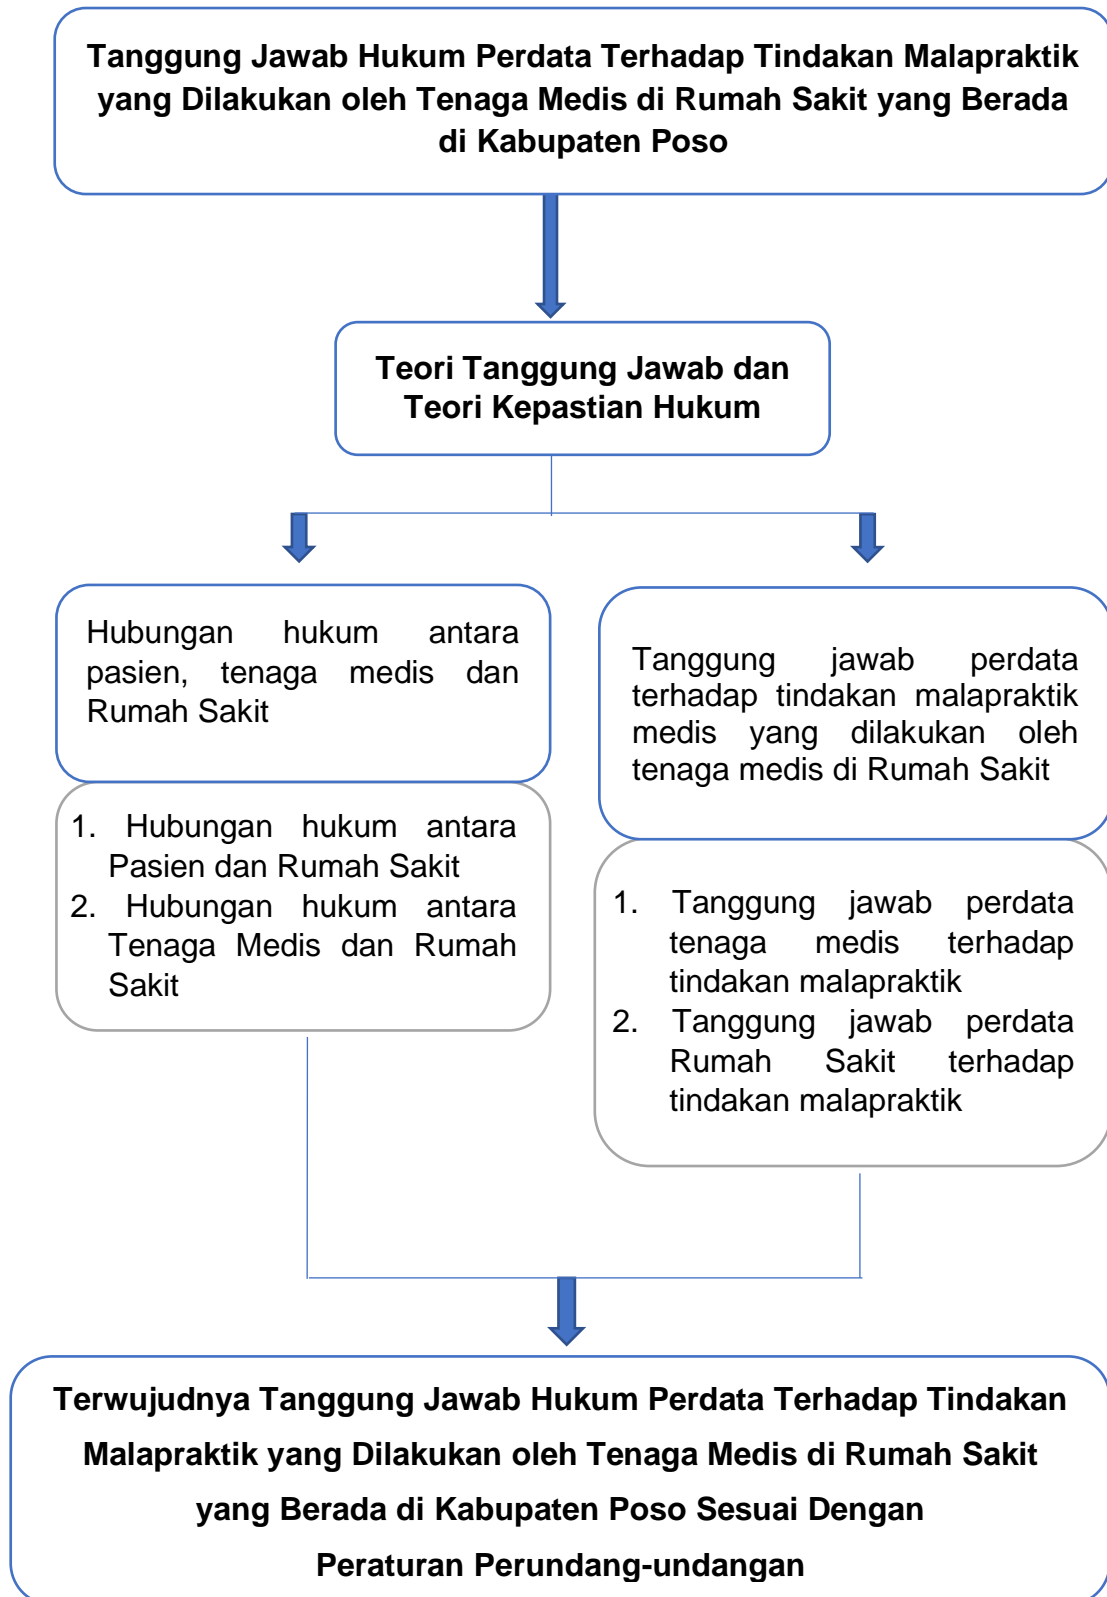 Tanggung Jawab Hukum Perdata Terhadap Tindakan Malapraktik
yang Dilakukan oleh Tenaga Medis di Rumah Sakit yang Berada
di Kabupaten Poso
Teori Tanggung Jawab dan
Teori Kepastian Hukum
Hubungan hukum antara
pasien, tenaga medis dan
Rumah Sakit
1. Hubungan hukum antara
Pasien dan Rumah Sakit
2. Hubungan hukum antara
Tenaga Medis dan Rumah
Sakit
Tanggung jawab perdata
terhadap tindakan malapraktik
medis yang dilakukan oleh
tenaga medis di Rumah Sakit
1. Tanggung jawab perdata
tenaga medis terhadap
tindakan malapraktik
2. Tanggung jawab perdata
Rumah Sakit terhadap
tindakan malapraktik
Terwujudnya Tanggung Jawab Hukum Perdata Terhadap Tindakan
Malapraktik yang Dilakukan oleh Tenaga Medis di Rumah Sakit
yang Berada di Kabupaten Poso Sesuai Dengan
Peraturan Perundang-undangan